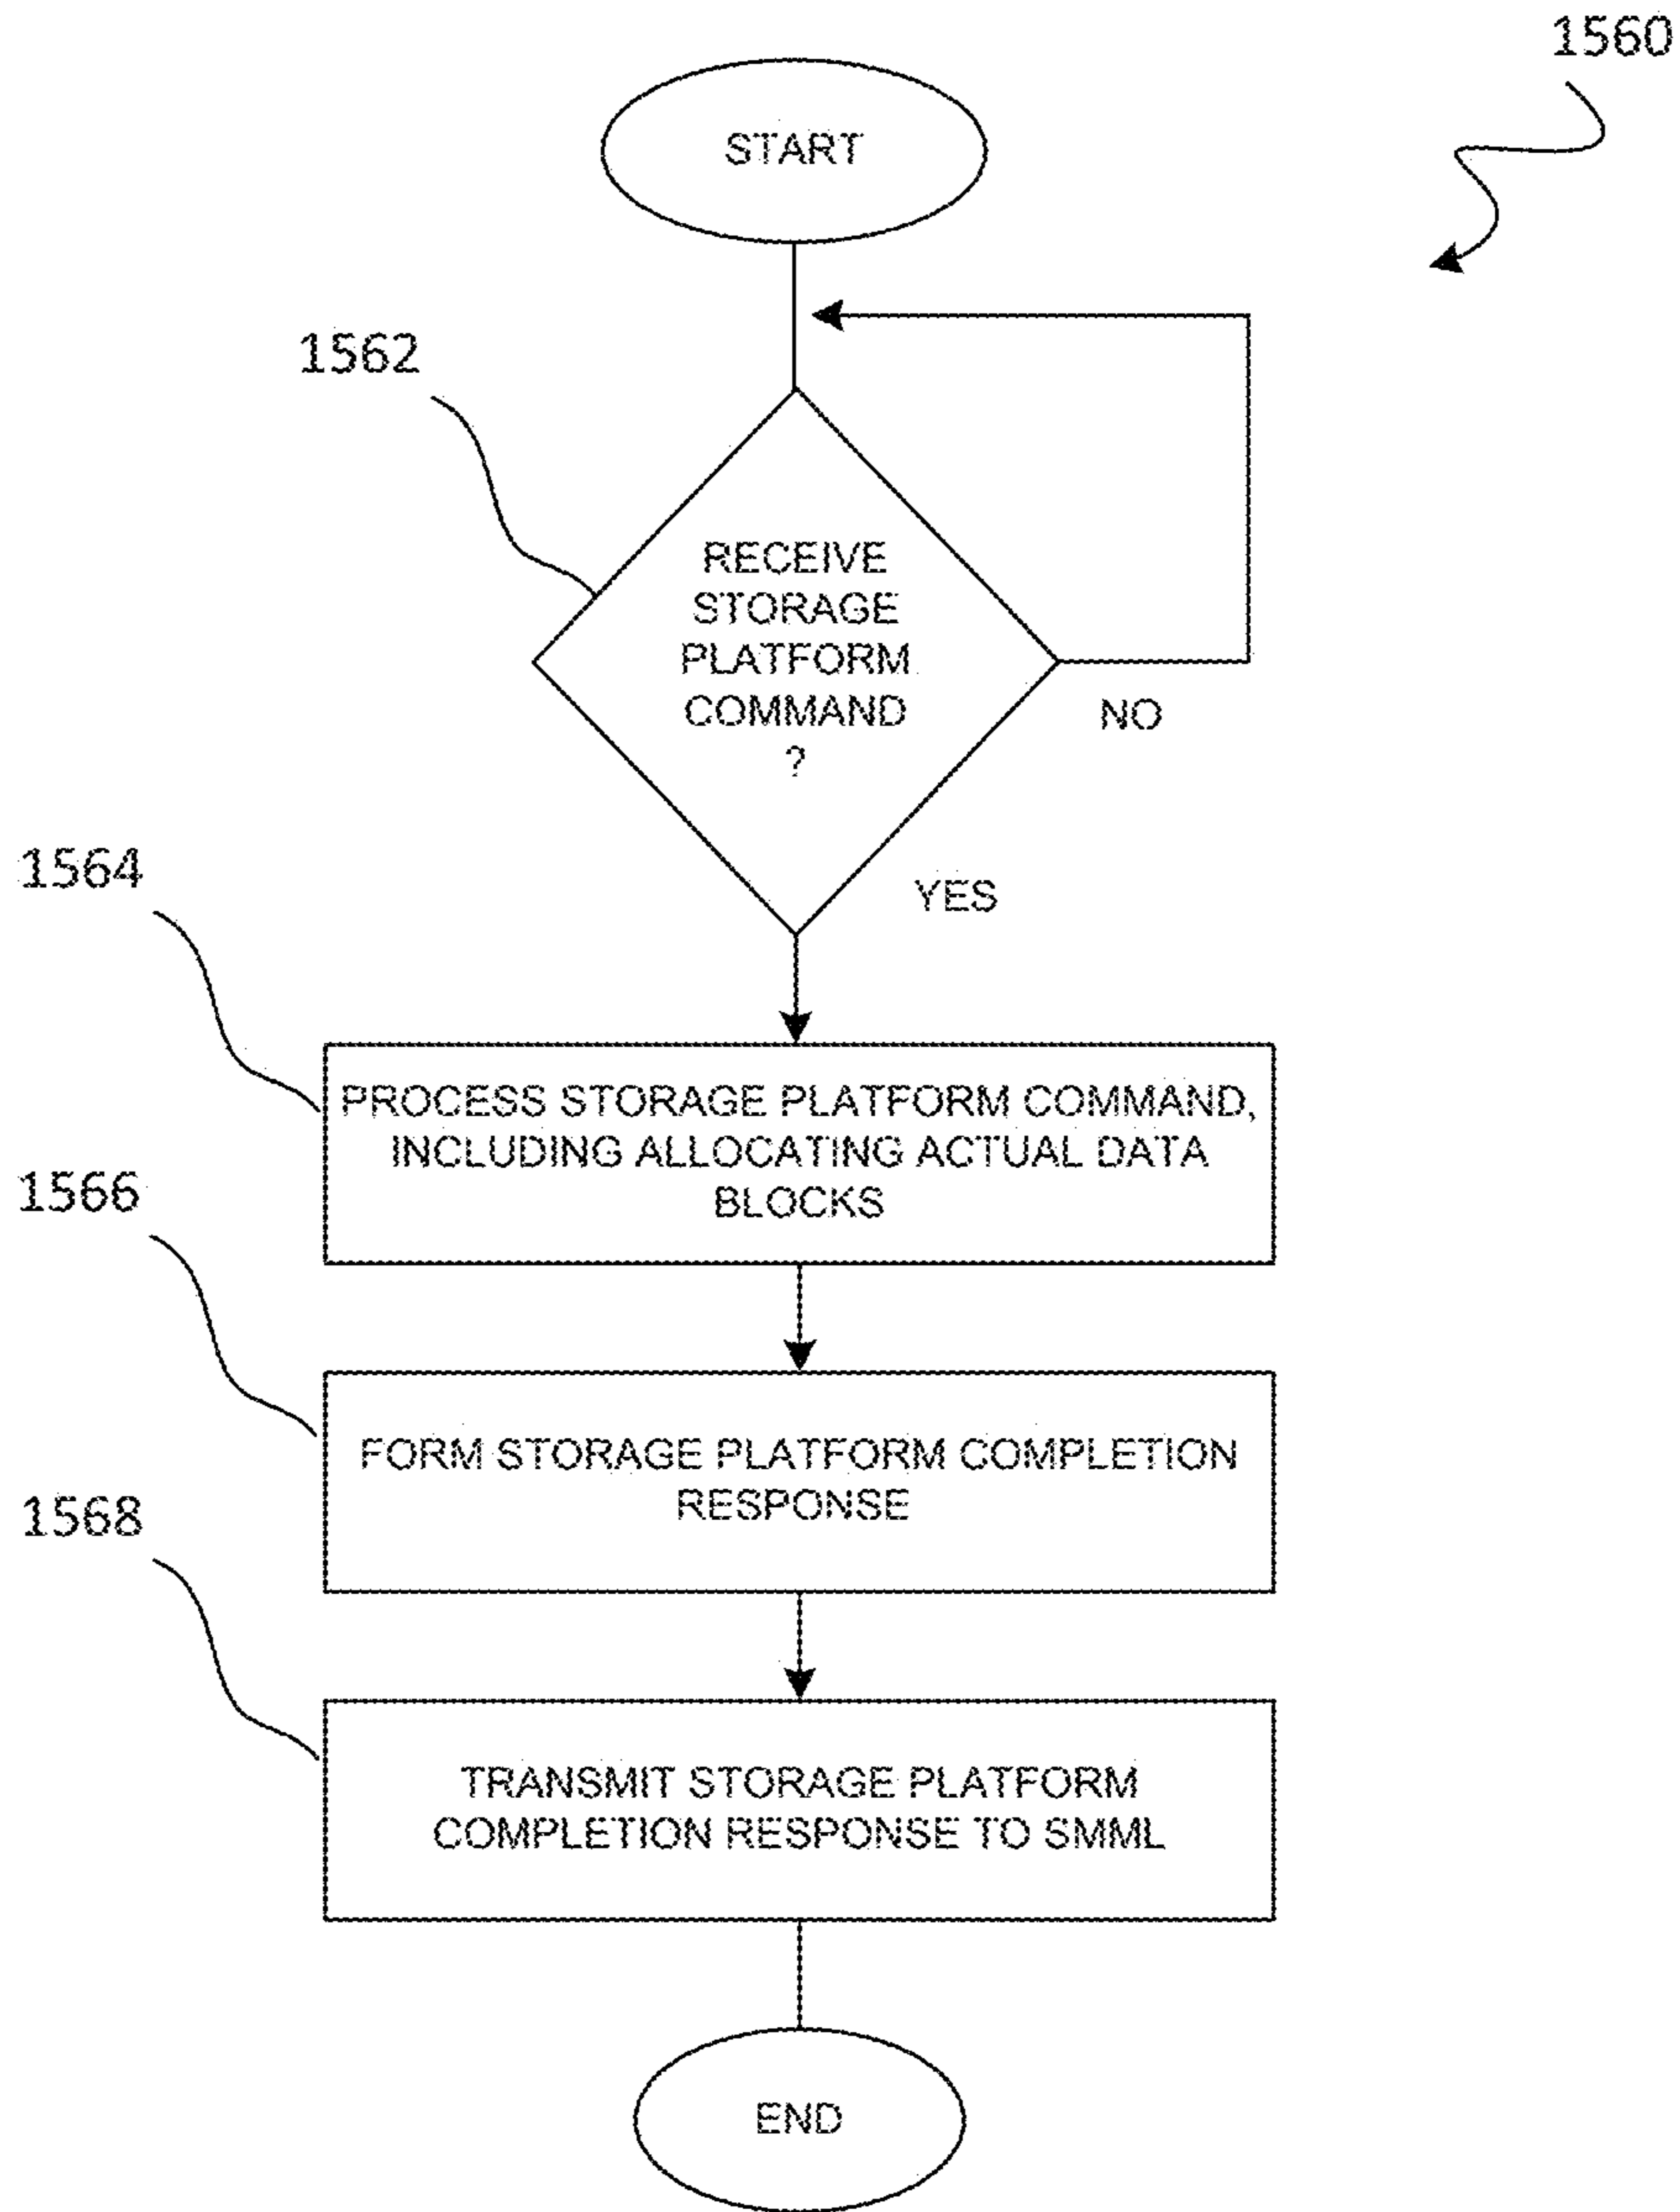 1560
START
1562
RECEIVE
STORAGE
PLATFORM
COMMAND
?
NO
YES
1564
PROCESS STORAGE PLATFORM COMMAND,
INCLUDING ALLOCATING ACTUAL DATA
BLOCKS
1566
FORM STORAGE PLATFORM COMPLETION
RESPONSE
1568
TRANSMIT STORAGE PLATFORM
COMPLETION RESPONSE TO SMML
END